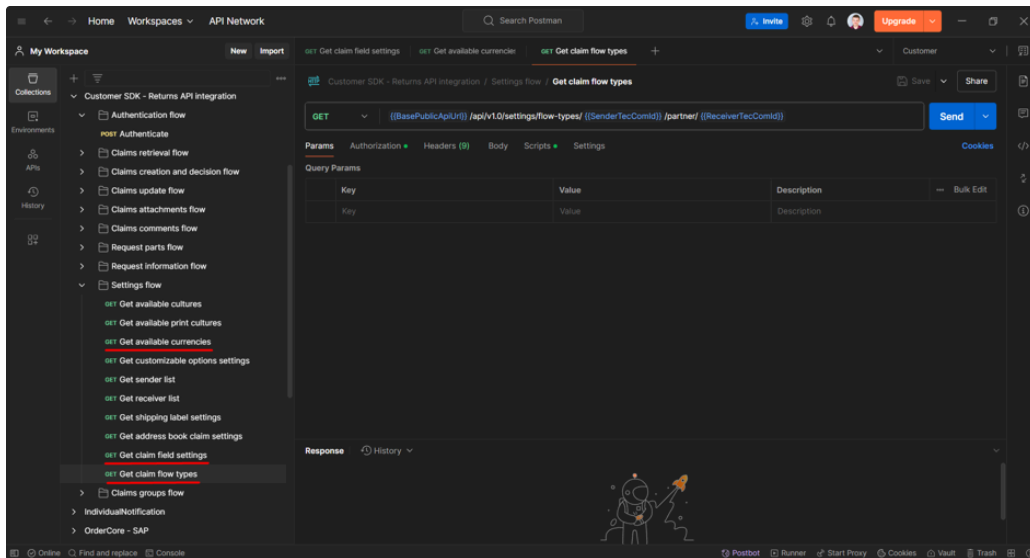 Home Workspaces API Network Search Postman Invite Upgrade
My Workspace New Import GET Get claim field settings GET Get available currencies GET Get claim flow types Customer
Collections
Environments
APIs
History
Customer SDK - Returns API integration
Authentication flow
POST Authenticate
Claims retrieval flow
Claims creation and decision flow
Claims update flow
Claims attachments flow
Claims comments flow
Request parts flow
Request information flow
Settings flow
GET Get available cultures
GET Get available print cultures
GET Get available currencies
GET Get customizable options settings
GET Get sender list
GET Get receiver list
GET Get shipping label settings
GET Get address book claim settings
GET Get claim field settings
GET Get claim flow types
Claims groups flow
IndividualNotification
OrderCore - SAP
HTTP Customer SDK - Returns API integration / Settings flow / Get claim flow types Save Share
GET {{BasePublicApiUrl}} /api/v1.0/settings/flow-types/ {{SenderTecComId}} /partner/ {{ReceiverTecComId}} Send
Params Authorization Headers (9) Body Scripts Settings Cookies
Query Params
Key Value Description Bulk Edit
Key Value Description
Response History
Online Find and replace Console Postbot Runner Start Proxy Cookies Vault Trash